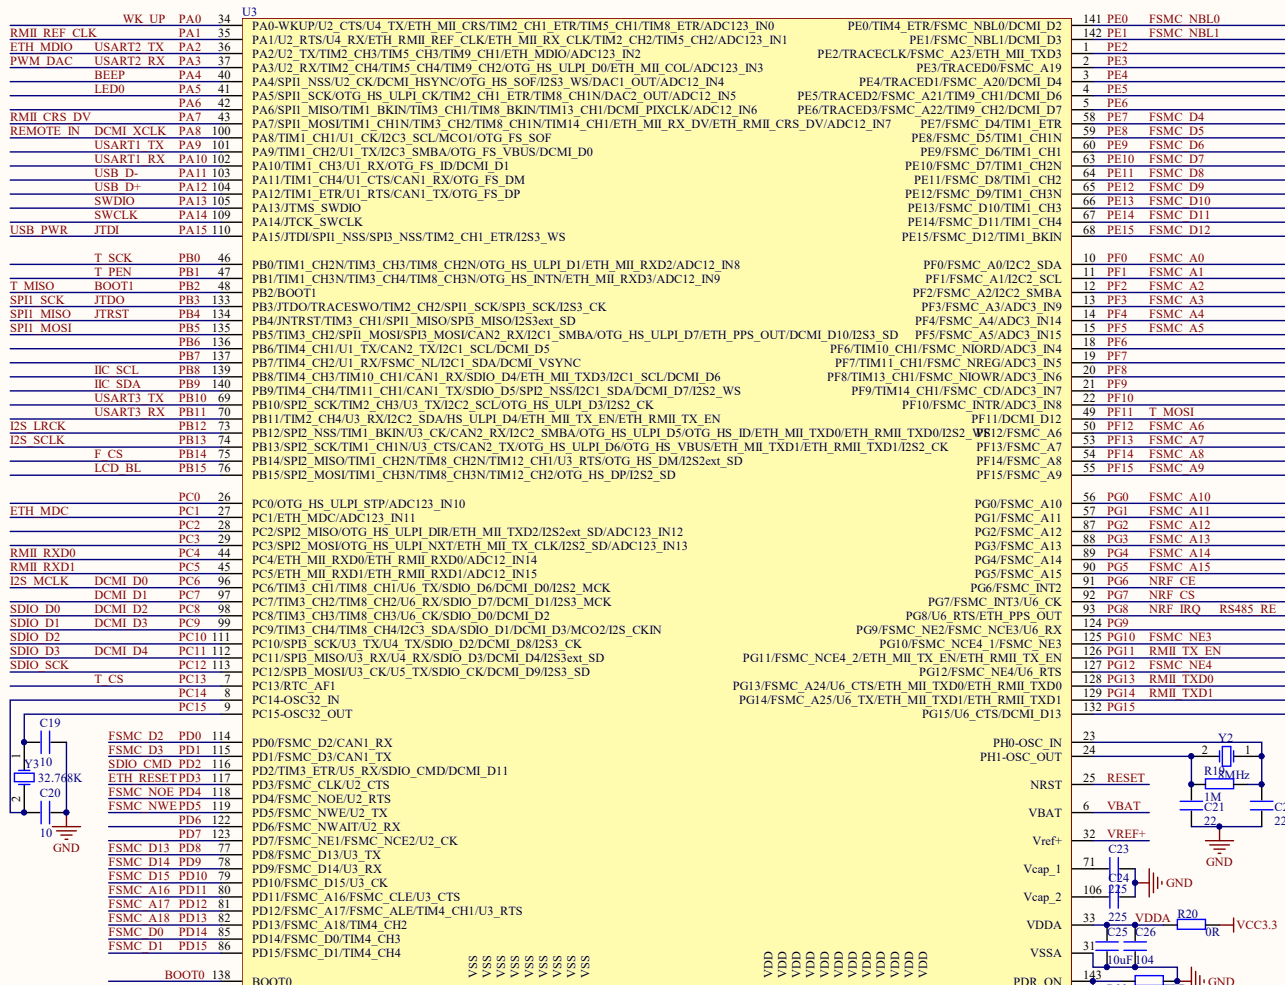 U3
WK_UP PA0 34 PA0-WKUP/U2_CTS/U4_TX/ETH_MII_CRS/TIM2_CH1_ETR/TIM5_CH1/TIM8_ETR/ADC123_IN0 PE0/TIM4_ETR/FSMC_NBL0/DCMI_D2 141 PE0 FSMC_NBL0
RMII_REF_CLK PA1 35 PA1/U2_RTS/U4_RX/ETH_RMII_REF_CLK/ETH_MII_RX_CLK/TIM2_CH2/TIM5_CH2/ADC123_IN1 PE1/FSMC_NBL1/DCMI_D3 142 PE1 FSMC_NBL1
ETH_MDIO USART2_TX PA2 36 PA2/U2_TX/TIM2_CH3/TIM5_CH3/TIM9_CH1/ETH_MDIO/ADC123_IN2 PE2/TRACECLK/FSMC_A23/ETH_MII_TXD3 1 PE2
PWM_DAC USART2_RX PA3 37 PA3/U2_RX/TIM2_CH4/TIM5_CH4/TIM9_CH2/OTG_HS_ULPI_D0/ETH_MII_COL/ADC123_IN3 PE3/TRACED0/FSMC_A19 2 PE3
BEEP PA4 40 PA4/SPI1_NSS/U2_CK/DCMI_HSYNC/OTG_HS_SOF/I2S3_WS/DAC1_OUT/ADC12_IN4 PE4/TRACED1/FSMC_A20/DCMI_D4 3 PE4
LED0 PA5 41 PA5/SPI1_SCK/OTG_HS_ULPI_CK/TIM2_CH1_ETR/TIM8_CH1N/DAC2_OUT/ADC12_IN5 PE5/TRACED2/FSMC_A21/TIM9_CH1/DCMI_D6 4 PE5
PA6 42 PA6/SPI1_MISO/TIM1_BKIN/TIM3_CH1/TIM8_BKIN/TIM13_CH1/DCMI_PIXCLK/ADC12_IN6 PE6/TRACED3/FSMC_A22/TIM9_CH2/DCMI_D7 5 PE6
RMII_CRS_DV PA7 43 PA7/SPI1_MOSI/TIM1_CH1N/TIM3_CH2/TIM8_CH1N/TIM14_CH1/ETH_MII_RX_DV/ETH_RMII_CRS_DV/ADC12_IN7 PE7/FSMC_D4/TIM1_ETR 58 PE7 FSMC_D4
REMOTE_IN DCMI_XCLK PA8 100 PA8/TIM1_CH1/U1_CK/I2C3_SCL/MCO1/OTG_FS_SOF PE8/FSMC_D5/TIM1_CH1N 59 PE8 FSMC_D5
USART1_TX PA9 101 PA9/TIM1_CH2/U1_TX/I2C3_SMBA/OTG_FS_VBUS/DCMI_D0 PE9/FSMC_D6/TIM1_CH1 60 PE9 FSMC_D6
USART1_RX PA10 102 PA10/TIM1_CH3/U1_RX/OTG_FS_ID/DCMI_D1 PE10/FSMC_D7/TIM1_CH2N 63 PE10 FSMC_D7
USB_D- PA11 103 PA11/TIM1_CH4/U1_CTS/CAN1_RX/OTG_FS_DM PE11/FSMC_D8/TIM1_CH2 64 PE11 FSMC_D8
USB_D+ PA12 104 PA12/TIM1_ETR/U1_RTS/CAN1_TX/OTG_FS_DP PE12/FSMC_D9/TIM1_CH3N 65 PE12 FSMC_D9
SWDIO PA13 105 PA13/JTMS_SWDIO PE13/FSMC_D10/TIM1_CH3 66 PE13 FSMC_D10
SWCLK PA14 109 PA14/JTCK_SWCLK PE14/FSMC_D11/TIM1_CH4 67 PE14 FSMC_D11
USB_PWR JTDI PA15 110 PA15/JTDI/SPI1_NSS/SPI3_NSS/TIM2_CH1_ETR/I2S3_WS PE15/FSMC_D12/TIM1_BKIN 68 PE15 FSMC_D12
T_SCK PB0 46 PB0/TIM1_CH2N/TIM3_CH3/TIM8_CH2N/OTG_HS_ULPI_D1/ETH_MII_RXD2/ADC12_IN8 PF0/FSMC_A0/I2C2_SDA 10 PF0 FSMC_A0
T_PEN PB1 47 PB1/TIM1_CH3N/TIM3_CH4/TIM8_CH3N/OTG_HS_INTN/ETH_MII_RXD3/ADC12_IN9 PF1/FSMC_A1/I2C2_SCL 11 PF1 FSMC_A1
T_MISO BOOT1 PB2 48 PB2/BOOT1 PF2/FSMC_A2/I2C2_SMBA 12 PF2 FSMC_A2
SPI1_SCK JTDO PB3 133 PB3/JTDO/TRACESWO/TIM2_CH2/SPI1_SCK/SPI3_SCK/I2S3_CK PF3/FSMC_A3/ADC3_IN9 13 PF3 FSMC_A3
SPI1_MISO JTRST PB4 134 PB4/JNTRST/TIM3_CH1/SPI1_MISO/SPI3_MISO/I2S3ext_SD PF4/FSMC_A4/ADC3_IN14 14 PF4 FSMC_A4
SPI1_MOSI PB5 135 PB5/TIM3_CH2/SPI1_MOSI/SPI3_MOSI/CAN2_RX/I2C1_SMBA/OTG_HS_ULPI_D7/ETH_PPS_OUT/DCMI_D10/I2S3_SD PF5/FSMC_A5/ADC3_IN15 15 PF5 FSMC_A5
PB6 136 PB6/TIM4_CH1/U1_TX/CAN2_TX/I2C1_SCL/DCMI_D5 PF6/TIM10_CH1/FSMC_NIORD/ADC3_IN4 18 PF6
PB7 137 PB7/TIM4_CH2/U1_RX/FSMC_NL/I2C1_SDA/DCMI_VSYNC PF7/TIM11_CH1/FSMC_NREG/ADC3_IN5 19 PF7
IIC_SCL PB8 139 PB8/TIM4_CH3/TIM10_CH1/CAN1_RX/SDIO_D4/ETH_MII_TXD3/I2C1_SCL/DCMI_D6 PF8/TIM13_CH1/FSMC_NIOWR/ADC3_IN6 20 PF8
IIC_SDA PB9 140 PB9/TIM4_CH4/TIM11_CH1/CAN1_TX/SDIO_D5/SPI2_NSS/I2C1_SDA/DCMI_D7/I2S2_WS PF9/TIM14_CH1/FSMC_CD/ADC3_IN7 21 PF9
USART3_TX PB10 69 PB10/SPI2_SCK/TIM2_CH3/U3_TX/I2C2_SCL/OTG_HS_ULPI_D3/I2S2_CK PF10/FSMC_INTR/ADC3_IN8 22 PF10
USART3_RX PB11 70 PB11/TIM2_CH4/U3_RX/I2C2_SDA/HS_ULPI_D4/ETH_MII_TX_EN/ETH_RMII_TX_EN PF11/DCMI_D12 49 PF11 T_MOSI
I2S_LRCK PB12 73 PB12/SPI2_NSS/TIM1_BKIN/U3_CK/CAN2_RX/I2C2_SMBA/OTG_HS_ULPI_D5/OTG_HS_ID/ETH_MII_TXD0/ETH_RMII_TXD0/I2S2_WS PF12/FSMC_A6 50 PF12 FSMC_A6
I2S_SCLK PB13 74 PB13/SPI2_SCK/TIM1_CH1N/U3_CTS/CAN2_TX/OTG_HS_ULPI_D6/OTG_HS_VBUS/ETH_MII_TXD1/ETH_RMII_TXD1/I2S2_CK PF13/FSMC_A7 53 PF13 FSMC_A7
F_CS PB14 75 PB14/SPI2_MISO/TIM1_CH2N/TIM8_CH2N/TIM12_CH1/U3_RTS/OTG_HS_DM/I2S2ext_SD PF14/FSMC_A8 54 PF14 FSMC_A8
LCD_BL PB15 76 PB15/SPI2_MOSI/TIM1_CH3N/TIM8_CH3N/TIM12_CH2/OTG_HS_DP/I2S2_SD PF15/FSMC_A9 55 PF15 FSMC_A9
PC0 26 PC0/OTG_HS_ULPI_STP/ADC123_IN10 PG0/FSMC_A10 56 PG0 FSMC_A10
ETH_MDC PC1 27 PC1/ETH_MDC/ADC123_IN11 PG1/FSMC_A11 57 PG1 FSMC_A11
PC2 28 PC2/SPI2_MISO/OTG_HS_ULPI_DIR/ETH_MII_TXD2/I2S2ext_SD/ADC123_IN12 PG2/FSMC_A12 87 PG2 FSMC_A12
PC3 29 PC3/SPI2_MOSI/OTG_HS_ULPI_NXT/ETH_MII_TX_CLK/I2S2_SD/ADC123_IN13 PG3/FSMC_A13 88 PG3 FSMC_A13
RMII_RXD0 PC4 44 PC4/ETH_MII_RXD0/ETH_RMII_RXD0/ADC12_IN14 PG4/FSMC_A14 89 PG4 FSMC_A14
RMII_RXD1 PC5 45 PC5/ETH_MII_RXD1/ETH_RMII_RXD1/ADC12_IN15 PG5/FSMC_A15 90 PG5 FSMC_A15
I2S_MCLK DCMI_D0 PC6 96 PC6/TIM3_CH1/TIM8_CH1/U6_TX/SDIO_D6/DCMI_D0/I2S2_MCK PG6/FSMC_INT2 91 PG6 NRF_CE
DCMI_D1 PC7 97 PC7/TIM3_CH2/TIM8_CH2/U6_RX/SDIO_D7/DCMI_D1/I2S3_MCK PG7/FSMC_INT3/U6_CK 92 PG7 NRF_CS
SDIO_D0 DCMI_D2 PC8 98 PC8/TIM3_CH3/TIM8_CH3/U6_CK/SDIO_D0/DCMI_D2 PG8/U6_RTS/ETH_PPS_OUT 93 PG8 NRF_IRQ RS485_RE
SDIO_D1 DCMI_D3 PC9 99 PC9/TIM3_CH4/TIM8_CH4/I2C3_SDA/SDIO_D1/DCMI_D3/MCO2/I2S_CKIN PG9/FSMC_NE2/FSMC_NCE3/U6_RX 124 PG9
SDIO_D2 PC10 111 PC10/SPI3_SCK/U3_TX/U4_TX/SDIO_D2/DCMI_D8/I2S3_CK PG10/FSMC_NCE4_1/FSMC_NE3 125 PG10 FSMC_NE3
SDIO_D3 DCMI_D4 PC11 112 PC11/SPI3_MISO/U3_RX/U4_RX/SDIO_D3/DCMI_D4/I2S3ext_SD PG11/FSMC_NCE4_2/ETH_MII_TX_EN/ETH_RMII_TX_EN 126 PG11 RMII_TX_EN
SDIO_SCK PC12 113 PC12/SPI3_MOSI/U3_CK/U5_TX/SDIO_CK/DCMI_D9/I2S3_SD PG12/FSMC_NE4/U6_RTS 127 PG12 FSMC_NE4
T_CS PC13 7 PC13/RTC_AF1 PG13/FSMC_A24/U6_CTS/ETH_MII_TXD0/ETH_RMII_TXD0 128 PG13 RMII_TXD0
PC14 8 PC14-OSC32_IN PG14/FSMC_A25/U6_TX/ETH_MII_TXD1/ETH_RMII_TXD1 129 PG14 RMII_TXD1
PC15 9 PC15-OSC32_OUT PG15/U6_CTS/DCMI_D13 132 PG15
C19
10
Y3
1
2
32.768K
C20
10
GND
FSMC_D2 PD0 114 PD0/FSMC_D2/CAN1_RX PH0-OSC_IN 23
FSMC_D3 PD1 115 PD1/FSMC_D3/CAN1_TX PH1-OSC_OUT 24
SDIO_CMD PD2 116 PD2/TIM3_ETR/U5_RX/SDIO_CMD/DCMI_D11
ETH_RESET PD3 117 PD3/FSMC_CLK/U2_CTS NRST 25 RESET
FSMC_NOE PD4 118 PD4/FSMC_NOE/U2_RTS
FSMC_NWE PD5 119 PD5/FSMC_NWE/U2_TX VBAT 6 VBAT
PD6 122 PD6/FSMC_NWAIT/U2_RX
PD7 123 PD7/FSMC_NE1/FSMC_NCE2/U2_CK Vref+ 32 VREF+
FSMC_D13 PD8 77 PD8/FSMC_D13/U3_TX
FSMC_D14 PD9 78 PD9/FSMC_D14/U3_RX Vcap_1 71
FSMC_D15 PD10 79 PD10/FSMC_D15/U3_CK
FSMC_A16 PD11 80 PD11/FSMC_A16/FSMC_CLE/U3_CTS Vcap_2 106
FSMC_A17 PD12 81 PD12/FSMC_A17/FSMC_ALE/TIM4_CH1/U3_RTS
FSMC_A18 PD13 82 PD13/FSMC_A18/TIM4_CH2 VDDA 33 VDDA
FSMC_D0 PD14 85 PD14/FSMC_D0/TIM4_CH3
FSMC_D1 PD15 86 PD15/FSMC_D1/TIM4_CH4 VSSA 31
Y2
2 1
8MHz
1M
C21
22
22
GND
C23
C24
225
225
GND
R20
0R
VCC3.3
C25 C26
10uF 104
VSS VSS VSS VSS VSS VSS VSS VSS VSS VDD VDD VDD VDD VDD VDD VDD VDD VDD VDD VDD VDD
BOOT0 138 BOOT0 PDR_ON 143 GND